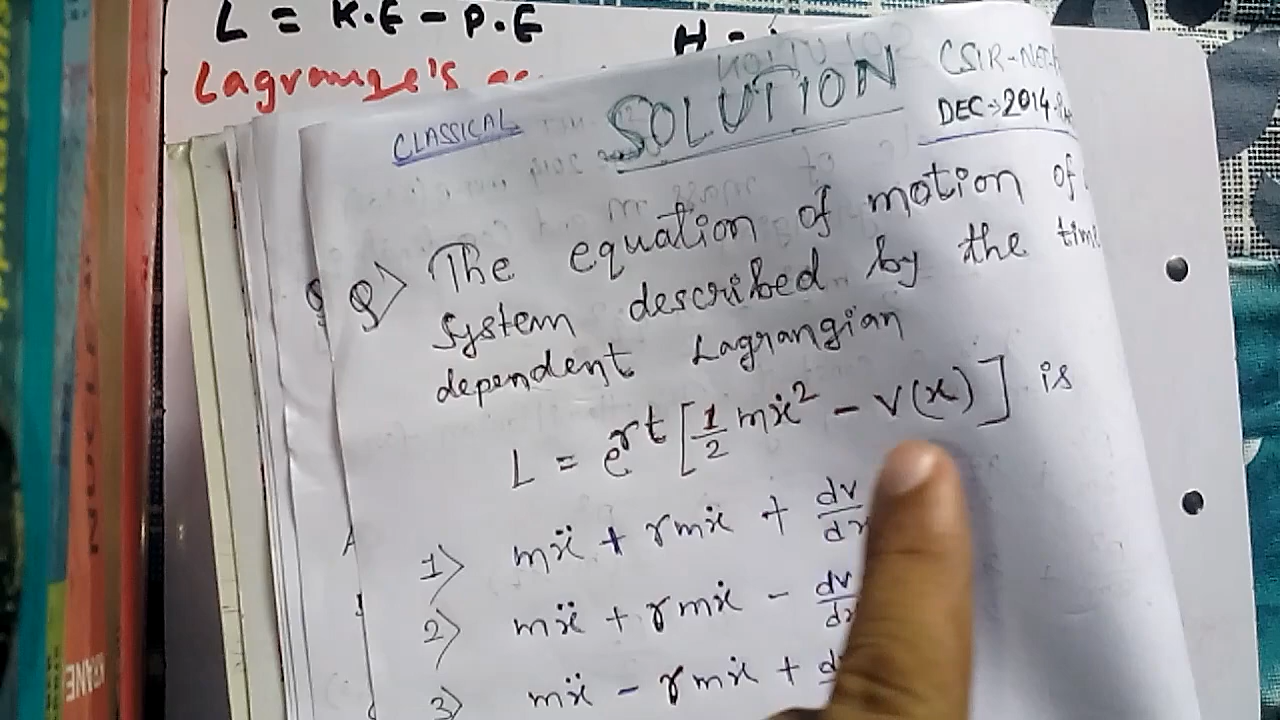 L = K.E - P.E
H =
Lagrange's
CLASSICAL
SOLUTION
CSIR-NET
DEC→2014
Q> The equation of motion of
system described by the time
dependent Lagrangian
L = e^{γt} [1/2 mẋ² - V(x)] is
1> mẍ + γmẋ + dv/dx
2> mẍ + γmẋ - dv/dx
3> mẍ - γmẋ + d
KRANE